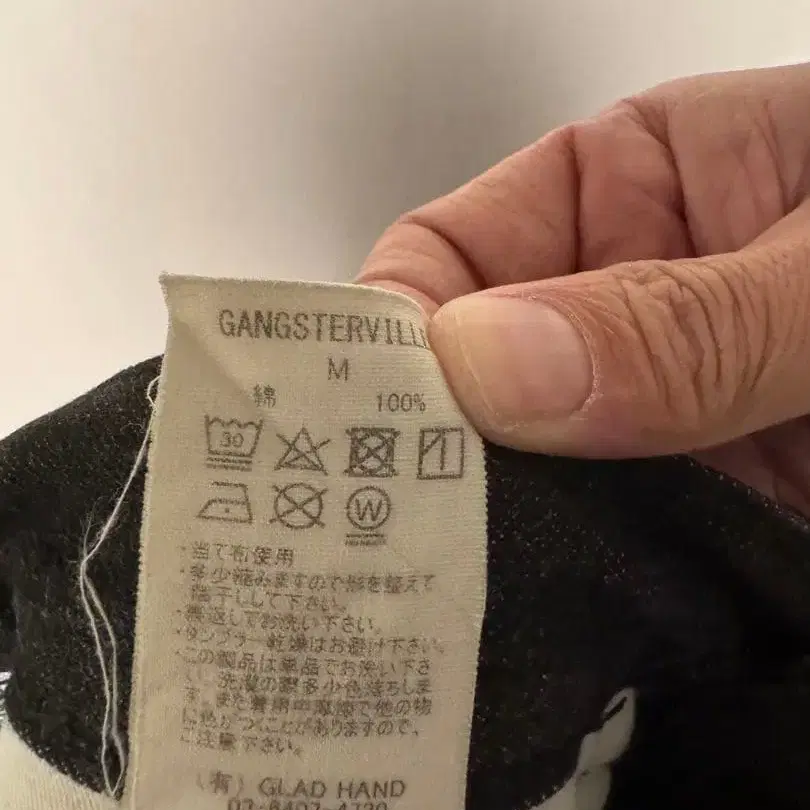 GANGSTERVILL
M
綿 100%
30
W
・当て布使用
・多少縮みますので形を整えて
陰干しして下さい。
・裏返してお洗い下さい。
・タンブラー乾燥はお避け下さい。
・この製品は単品でお洗い下さ
い。洗濯の際多少色落ちしま
す。また着用中摩擦で他の物
に色がつくことがありますので、
ご注意下さい。
(有) GLAD HAND